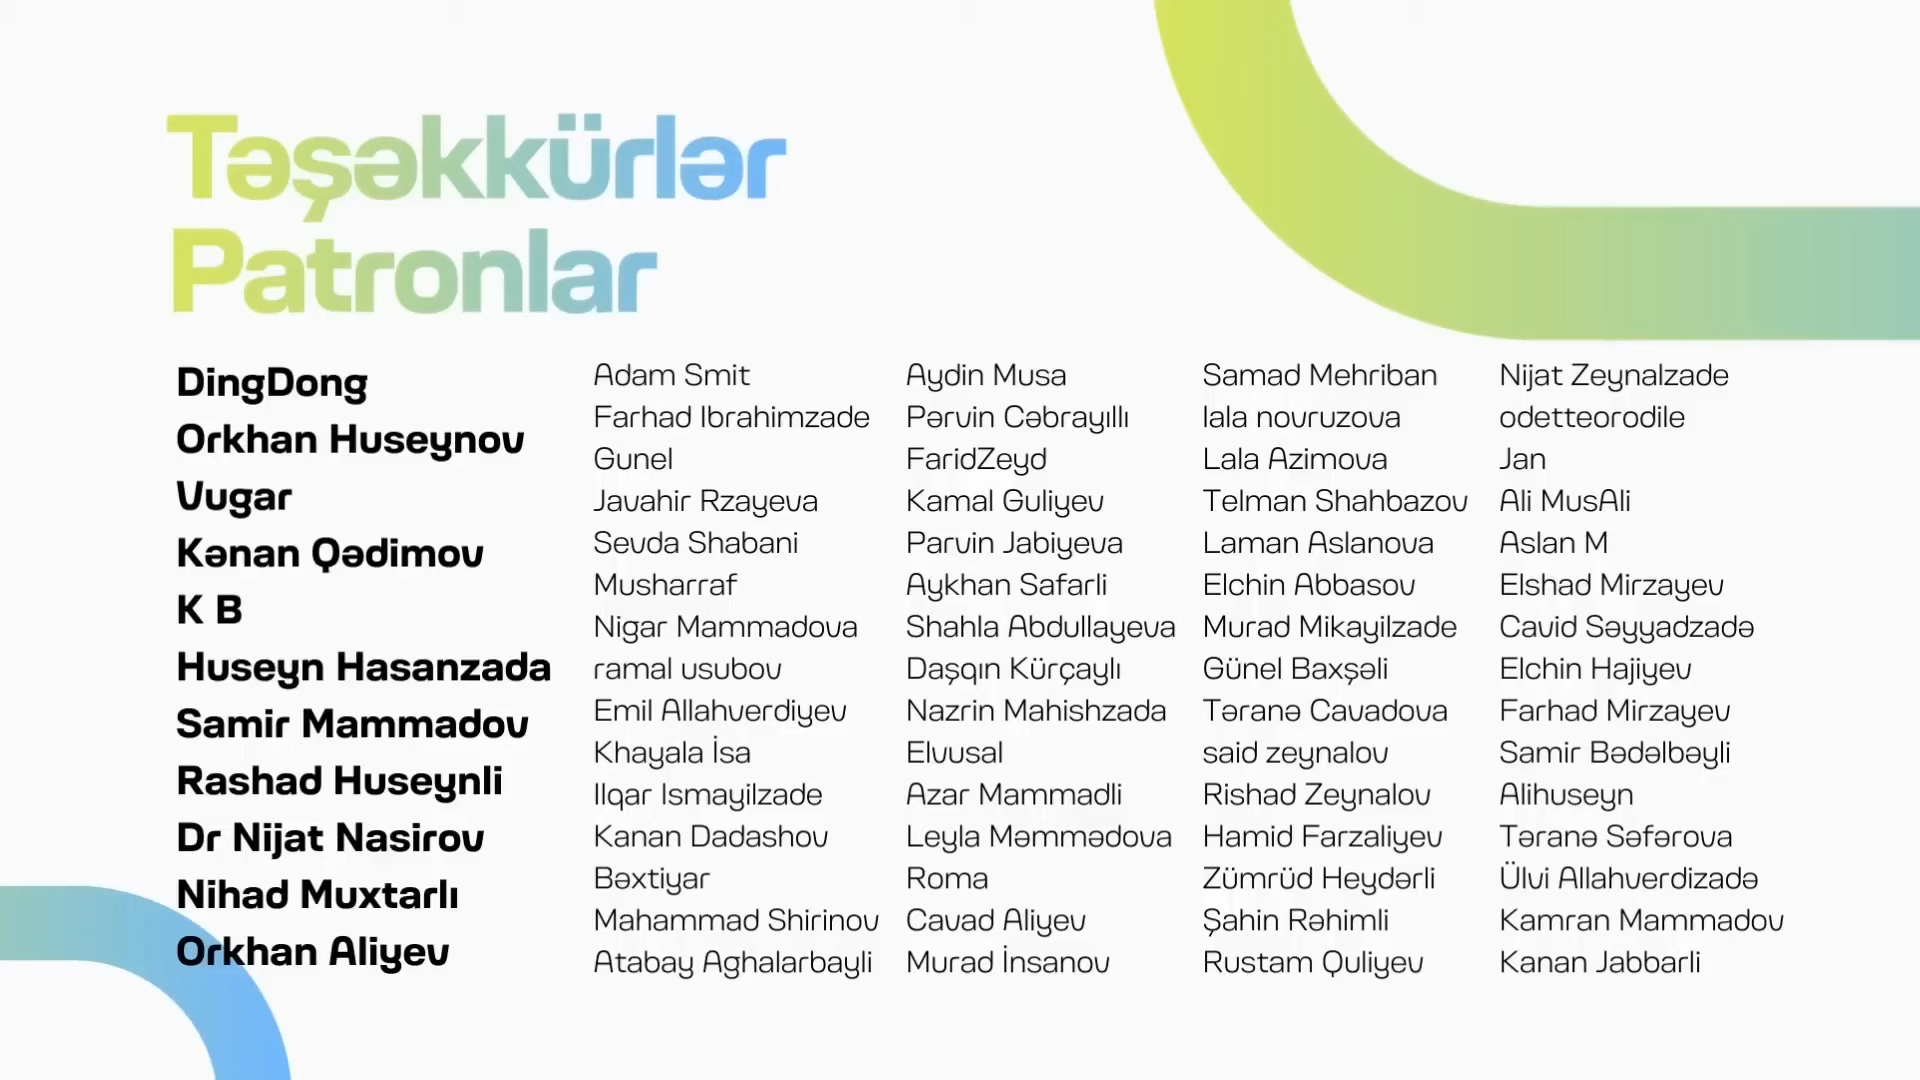 Təşəkkürlər
Patronlar
DingDong
Orkhan Huseynov
Vugar
Kənan Qədimov
K B
Huseyn Hasanzada
Samir Mammadov
Rashad Huseynli
Dr Nijat Nasirov
Nihad Muxtarlı
Orkhan Aliyev
Adam Smit
Farhad Ibrahimzade
Gunel
Javahir Rzayeva
Sevda Shabani
Musharraf
Nigar Mammadova
ramal usubov
Emil Allahverdiyev
Khayala İsa
Ilqar Ismayilzade
Kanan Dadashov
Bəxtiyar
Mahammad Shirinov
Atabay Aghalarbayli
Aydin Musa
Pərvin Cəbrayıllı
FaridZeyd
Kamal Guliyev
Parvin Jabiyeva
Aykhan Safarli
Shahla Abdullayeva
Daşqın Kürçaylı
Nazrin Mahishzada
Elvusal
Azar Mammadli
Leyla Məmmədova
Roma
Cavad Aliyev
Murad İnsanov
Samad Mehriban
lala novruzova
Lala Azimova
Telman Shahbazov
Laman Aslanova
Elchin Abbasov
Murad Mikayilzade
Günel Baxşəli
Təranə Cavadova
said zeynalov
Rishad Zeynalov
Hamid Farzaliyev
Zümrüd Heydərli
Şahin Rəhimli
Rustam Quliyev
Nijat Zeynalzade
odetteorodile
Jan
Ali MusAli
Aslan M
Elshad Mirzayev
Cavid Səyyadzadə
Elchin Hajiyev
Farhad Mirzayev
Samir Bədəlbəyli
Alihuseyn
Təranə Səfərova
Ülvi Allahverdizadə
Kamran Mammadov
Kanan Jabbarli